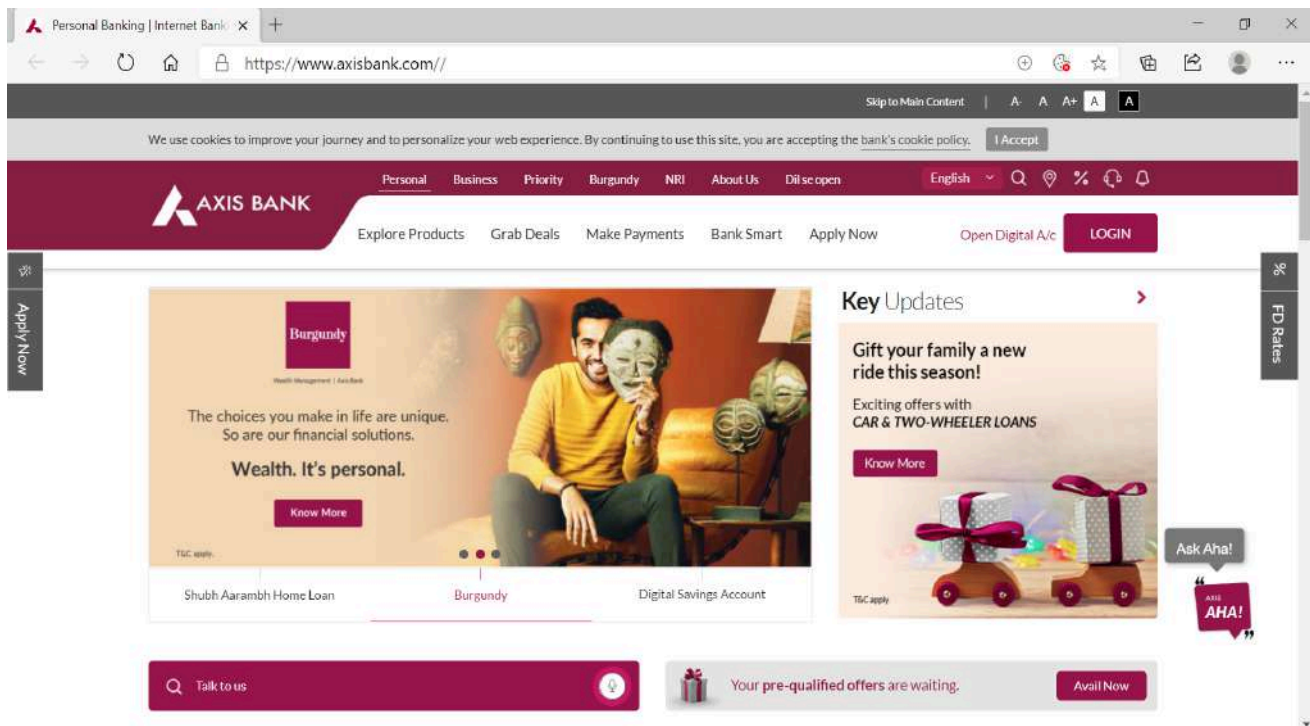 Personal Banking | Internet Bank
https://www.axisbank.com//
Skip to Main Content | A- A A+ A A
We use cookies to improve your journey and to personalize your web experience. By continuing to use this site, you are accepting the bank's cookie policy. I Accept
Personal Business Priority Burgundy NRI About Us Dil se open English
AXIS BANK
Explore Products Grab Deals Make Payments Bank Smart Apply Now Open Digital A/c LOGIN
Apply Now
FD Rates
Burgundy
Wealth Management | Axis Bank
The choices you make in life are unique.
So are our financial solutions.
Wealth. It's personal.
Know More
T&C apply.
Shubh Aarambh Home Loan Burgundy Digital Savings Account
Key Updates
Gift your family a new
ride this season!
Exciting offers with
CAR & TWO-WHEELER LOANS
Know More
T&C apply
Ask Aha!
AXIS
AHA!
Talk to us
Your pre-qualified offers are waiting. Avail Now